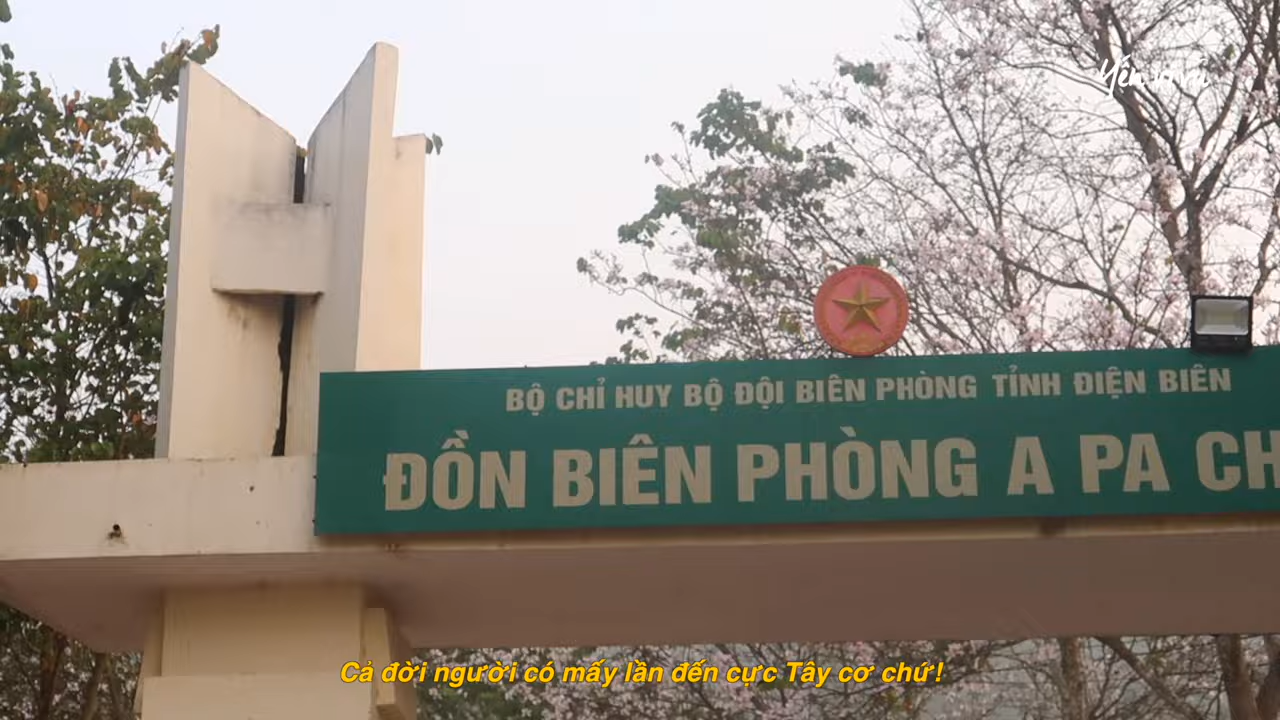 BỘ CHỈ HUY BỘ ĐỘI BIÊN PHÒNG TỈNH ĐIỆN BIÊN
ĐỒN BIÊN PHÒNG A PA CH
Cả đời người có mấy lần đến cực Tây cơ chứ!